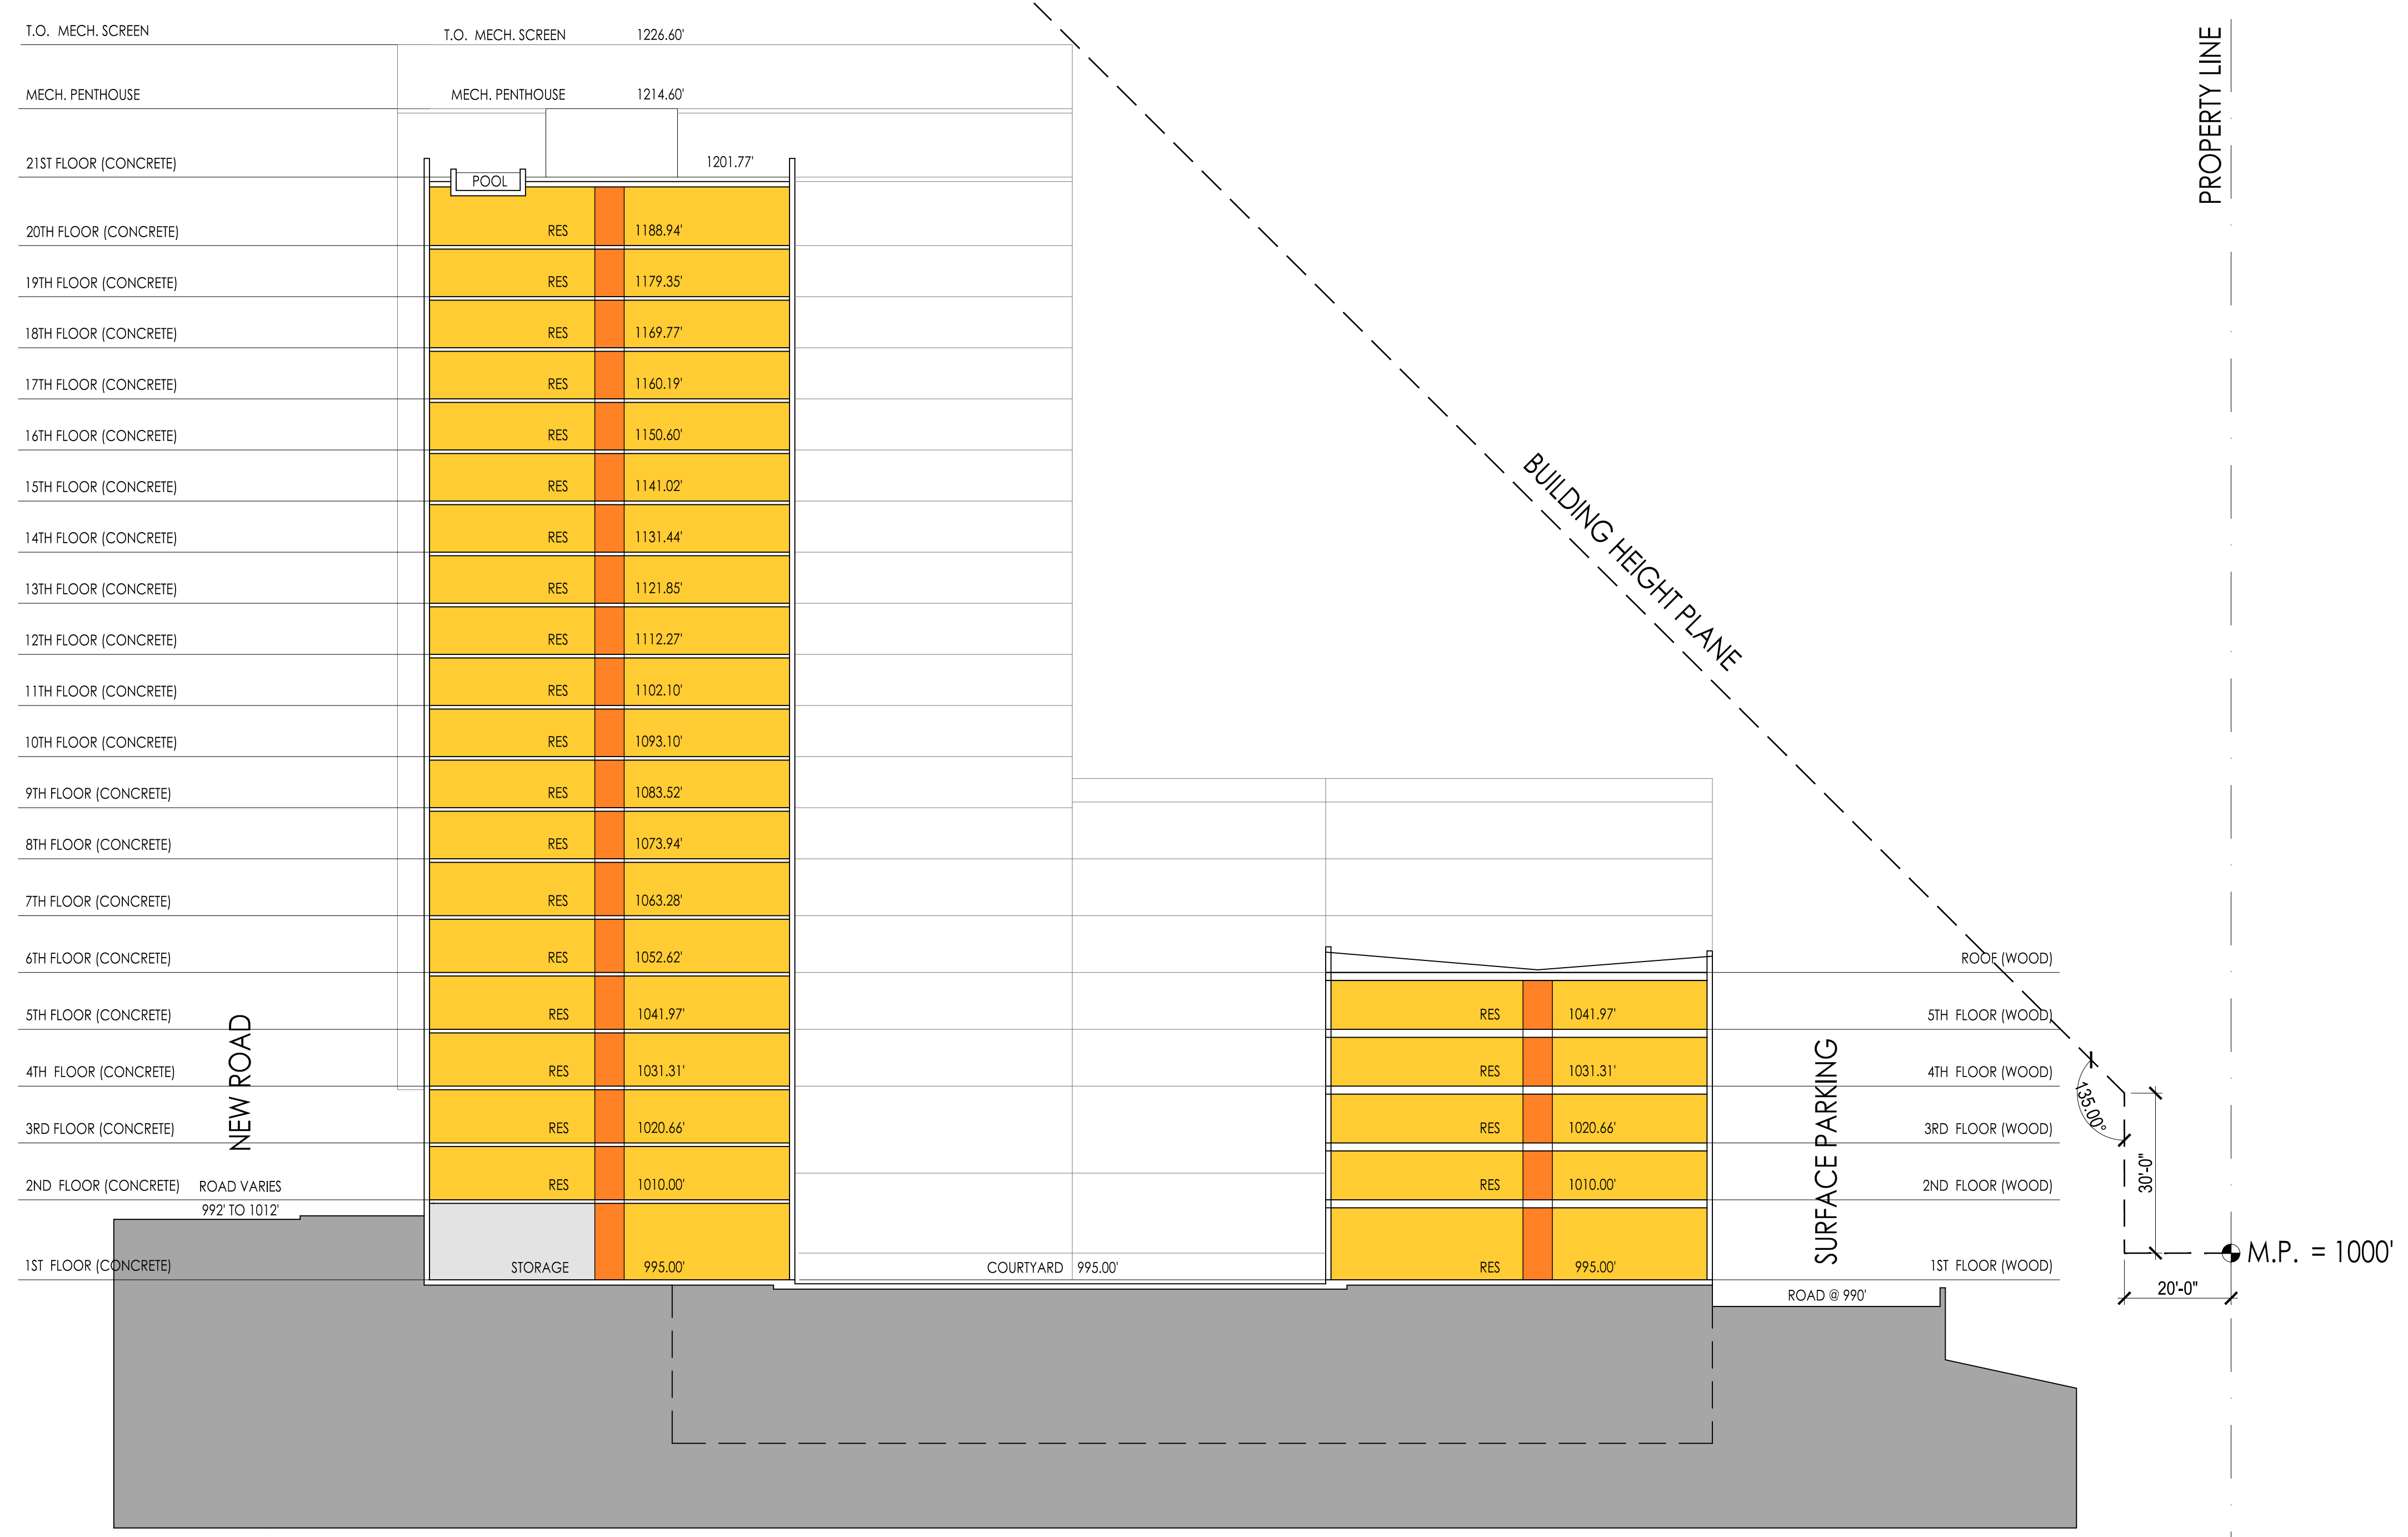 T.O. MECH. SCREEN
T.O. MECH. SCREEN 1226.60'
MECH. PENTHOUSE
MECH. PENTHOUSE 1214.60'
21ST FLOOR (CONCRETE)
1201.77'
POOL
20TH FLOOR (CONCRETE) RES 1188.94'
19TH FLOOR (CONCRETE) RES 1179.35'
18TH FLOOR (CONCRETE) RES 1169.77'
17TH FLOOR (CONCRETE) RES 1160.19'
16TH FLOOR (CONCRETE) RES 1150.60'
15TH FLOOR (CONCRETE) RES 1141.02'
14TH FLOOR (CONCRETE) RES 1131.44'
13TH FLOOR (CONCRETE) RES 1121.85'
12TH FLOOR (CONCRETE) RES 1112.27'
11TH FLOOR (CONCRETE) RES 1102.10'
10TH FLOOR (CONCRETE) RES 1093.10'
9TH FLOOR (CONCRETE) RES 1083.52'
8TH FLOOR (CONCRETE) RES 1073.94'
7TH FLOOR (CONCRETE) RES 1063.28'
6TH FLOOR (CONCRETE) RES 1052.62'
5TH FLOOR (CONCRETE) RES 1041.97'
4TH FLOOR (CONCRETE) RES 1031.31'
3RD FLOOR (CONCRETE) RES 1020.66'
2ND FLOOR (CONCRETE) RES 1010.00'
1ST FLOOR (CONCRETE) STORAGE 995.00'
NEW ROAD
ROAD VARIES
992' TO 1012'
COURTYARD 995.00'
ROOF (WOOD)
RES 1041.97' 5TH FLOOR (WOOD)
RES 1031.31' 4TH FLOOR (WOOD)
RES 1020.66' 3RD FLOOR (WOOD)
RES 1010.00' 2ND FLOOR (WOOD)
RES 995.00' 1ST FLOOR (WOOD)
SURFACE PARKING
ROAD @ 990'
BUILDING HEIGHT PLANE
PROPERTY LINE
135.00°
30'-0"
20'-0"
M.P. = 1000'